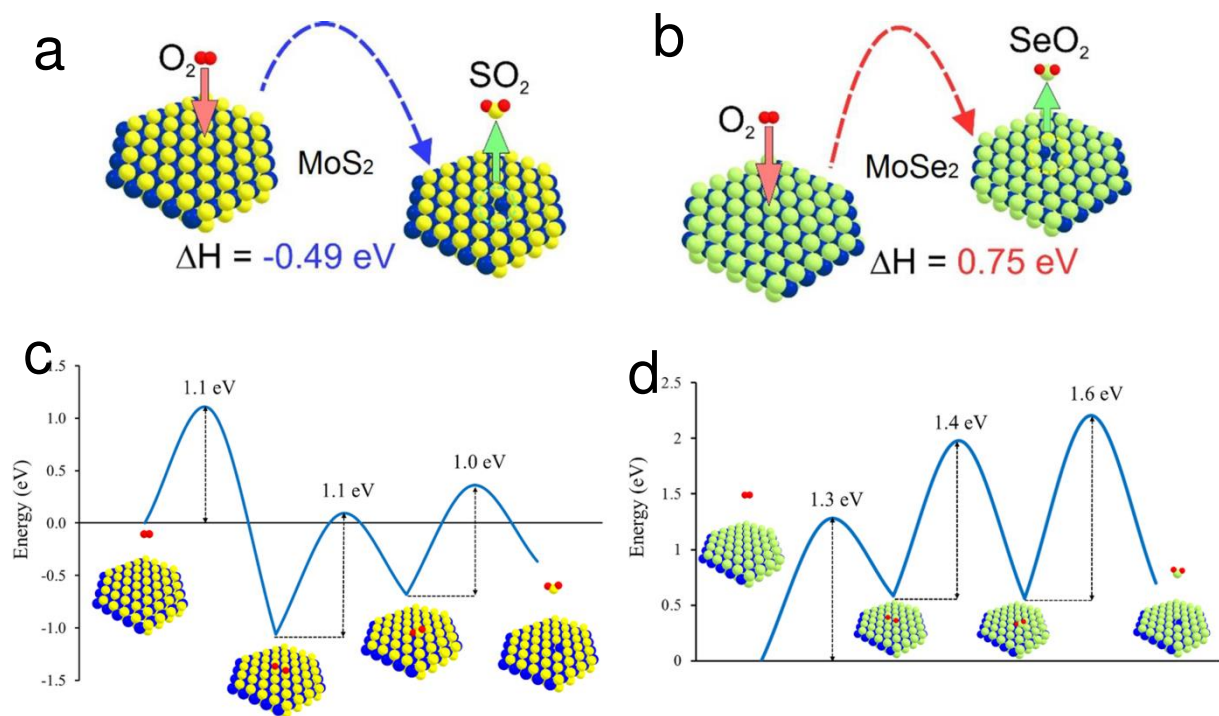 a
O2
SO2
MoS2
ΔH = -0.49 eV
b
SeO2
O2
MoSe2
ΔH = 0.75 eV
c
Energy (eV)
1.5
1.0
0.5
0.0
-0.5
-1.0
-1.5
1.1 eV
1.1 eV
1.0 eV
d
Energy (eV)
2.5
2
1.5
1
0.5
0
1.3 eV
1.4 eV
1.6 eV